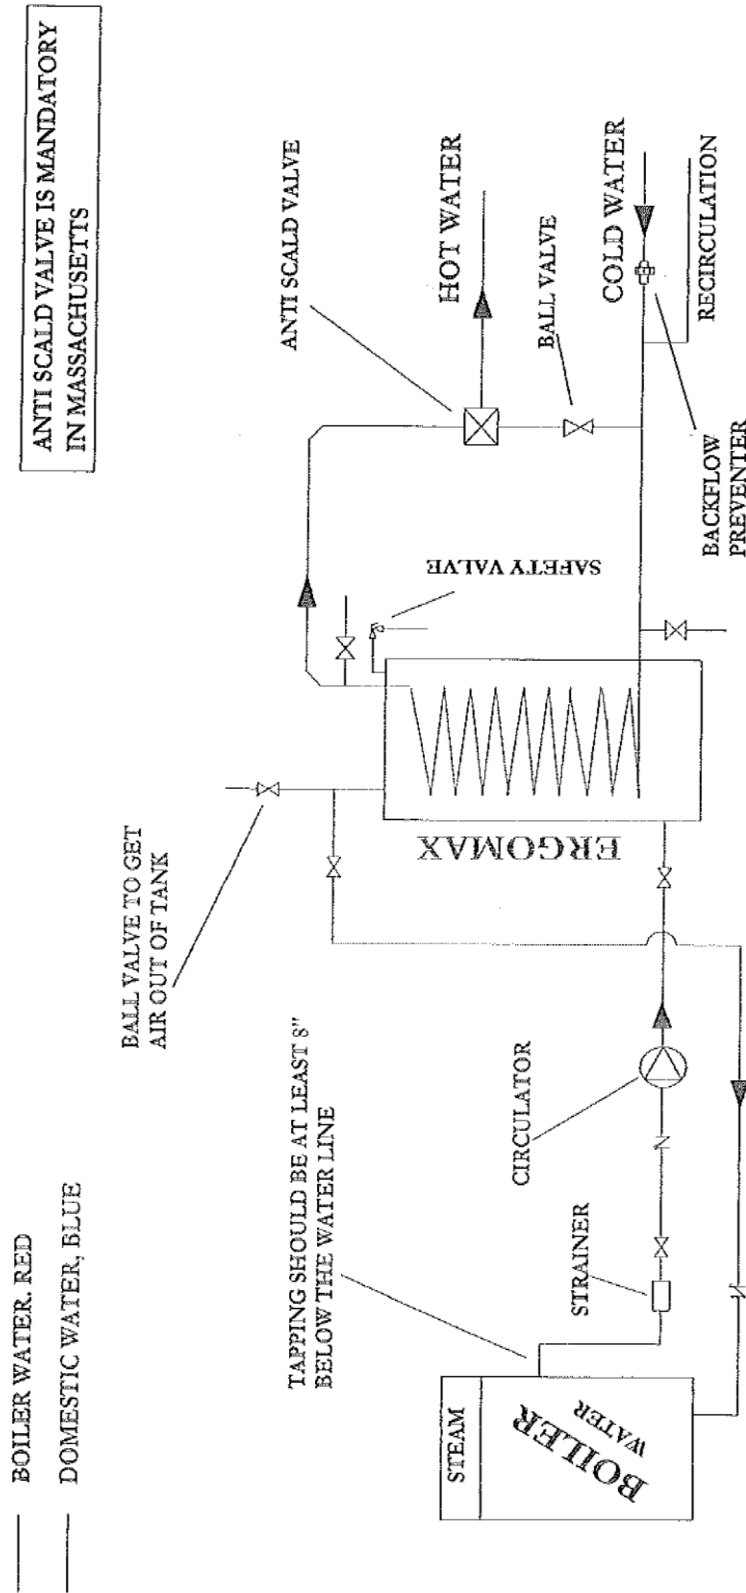 BOILER WATER. RED
DOMESTIC WATER, BLUE
ANTI SCALD VALVE IS MANDATORY
IN MASSACHUSETTS
BALL VALVE TO GET
AIR OUT OF TANK
TAPPING SHOULD BE AT LEAST 8"
BELOW THE WATER LINE
ANTI SCALD VALVE
HOT WATER
SAFETY VALVE
BALL VALVE
COLD WATER
RECIRCULATION
BACKFLOW
PREVENTER
ERGOMAX
CIRCULATOR
STRAINER
STEAM
BOILER
WATER